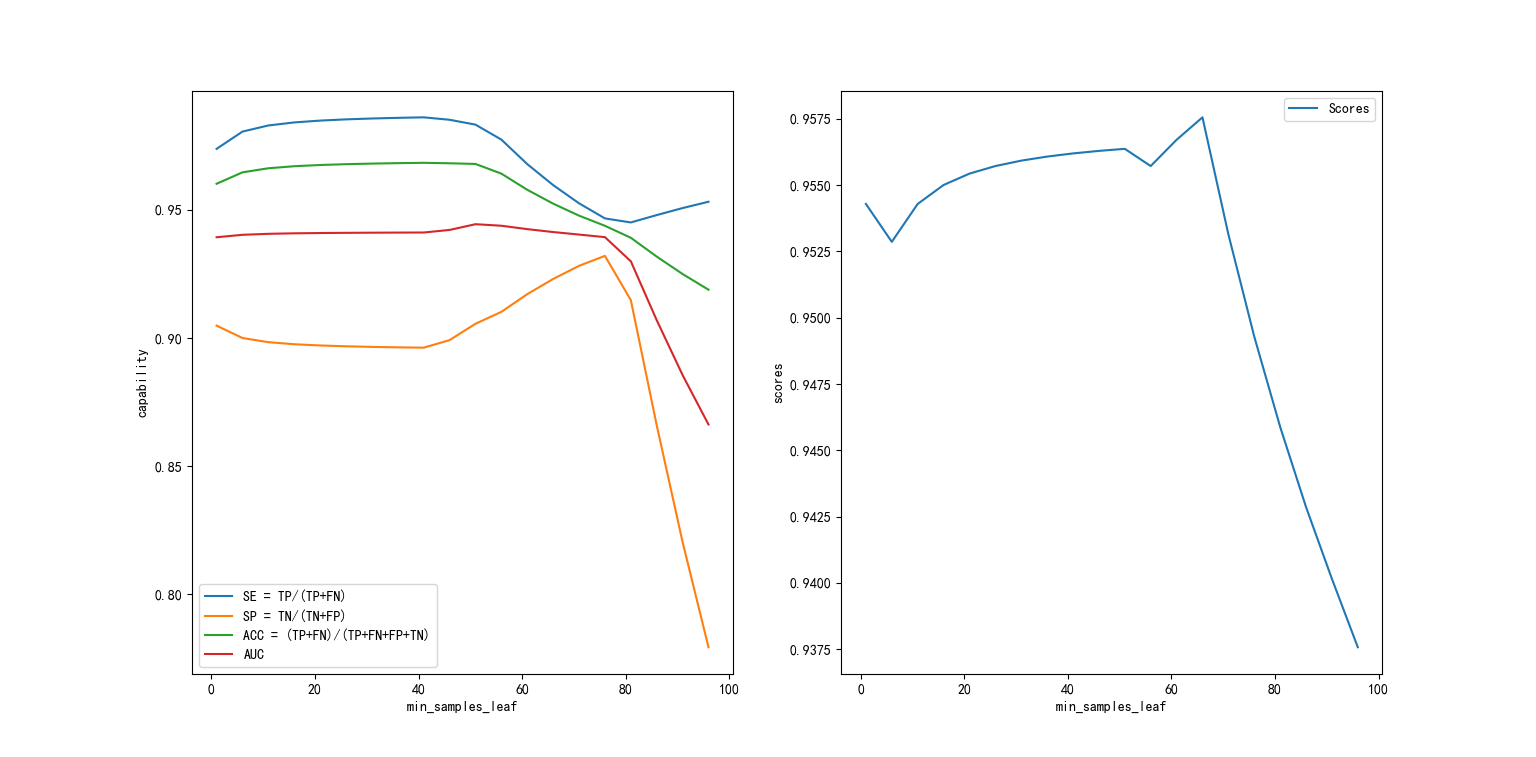 0.95
0.90
0.85
0.80
capability
SE = TP/(TP+FN)
SP = TN/(TN+FP)
ACC = (TP+FN)/(TP+FN+FP+TN)
AUC
0 20 40 60 80 100
min_samples_leaf
Scores
0.9575
0.9550
0.9525
0.9500
0.9475
0.9450
0.9425
0.9400
0.9375
scores
0 20 40 60 80 100
min_samples_leaf